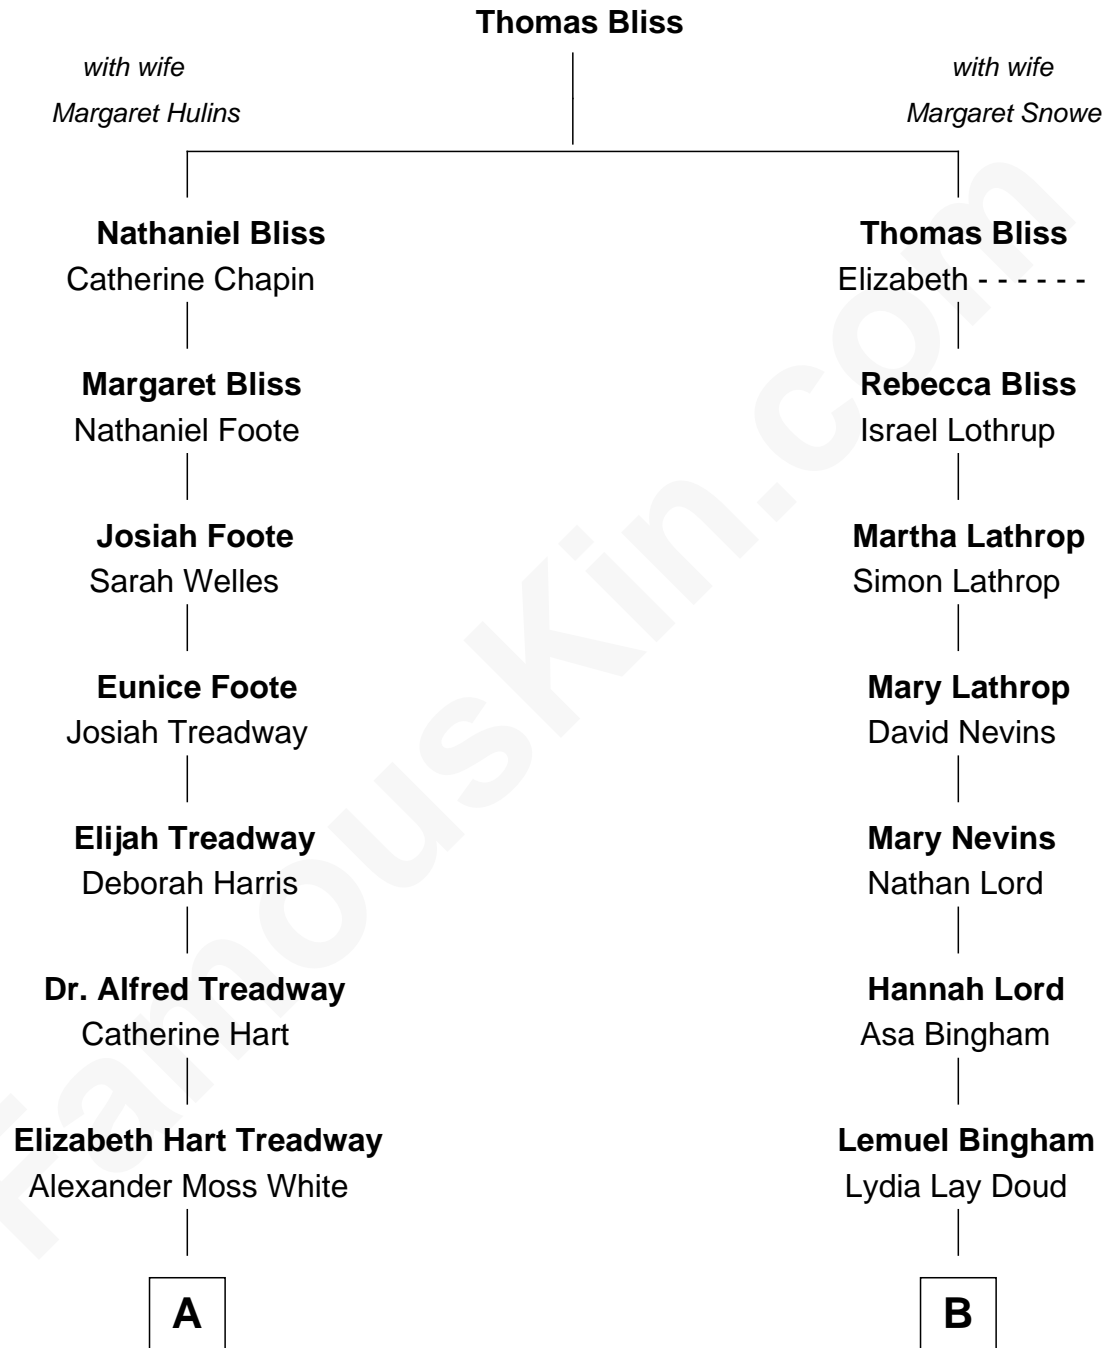 Thomas Bliss
with wife
Margaret Hulins
with wife
Margaret Snowe
Nathaniel Bliss
Catherine Chapin
Thomas Bliss
Elizabeth - - - - - -
Margaret Bliss
Nathaniel Foote
Rebecca Bliss
Israel Lothrup
Josiah Foote
Sarah Welles
Martha Lathrop
Simon Lathrop
Eunice Foote
Josiah Treadway
Mary Lathrop
David Nevins
Elijah Treadway
Deborah Harris
Mary Nevins
Nathan Lord
Dr. Alfred Treadway
Catherine Hart
Hannah Lord
Asa Bingham
Elizabeth Hart Treadway
Alexander Moss White
Lemuel Bingham
Lydia Lay Doud
A
B
FamousKin.com